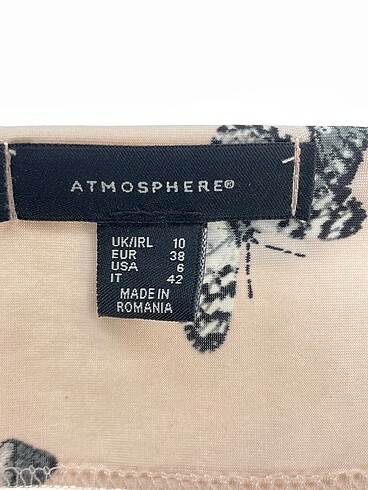 ATMOSPHERE®
UK/IRL 10
EUR 38
USA 6
IT 42
MADE IN
ROMANIA